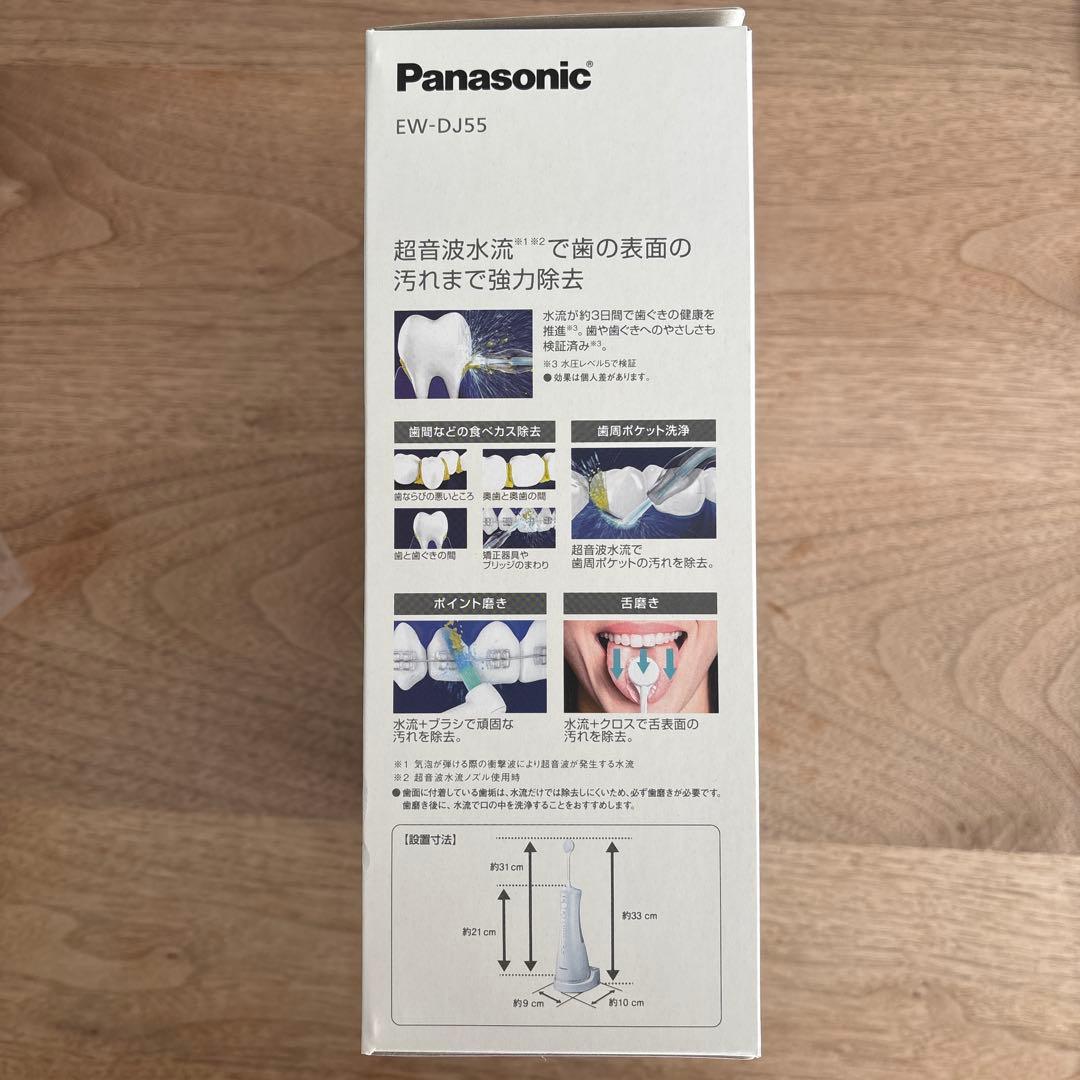 Panasonic®
EW-DJ55
超音波水流※1※2で歯の表面の
汚れまで強力除去
水流が約3日間で歯ぐきの健康を
推進※3。歯や歯ぐきへのやさしさも
検証済み※3。
※3 水圧レベル5で検証
●効果は個人差があります。
歯間などの食べカス除去
歯ならびの悪いところ
奥歯と奥歯の間
歯と歯ぐきの間
矯正器具や
ブリッジのまわり
歯周ポケット洗浄
超音波水流で
歯周ポケットの汚れを除去。
ポイント磨き
水流+ブラシで頑固な
汚れを除去。
舌磨き
水流+クロスで舌表面の
汚れを除去。
※1 気泡が弾ける際の衝撃波により超音波が発生する水流
※2 超音波水流ノズル使用時
●歯面に付着している歯垢は、水流だけでは除去しにくいため、必ず歯磨きが必要です。
歯磨き後に、水流で口の中を洗浄することをおすすめします。
【設置寸法】
約31 cm
約21 cm
約33 cm
約9 cm
約10 cm